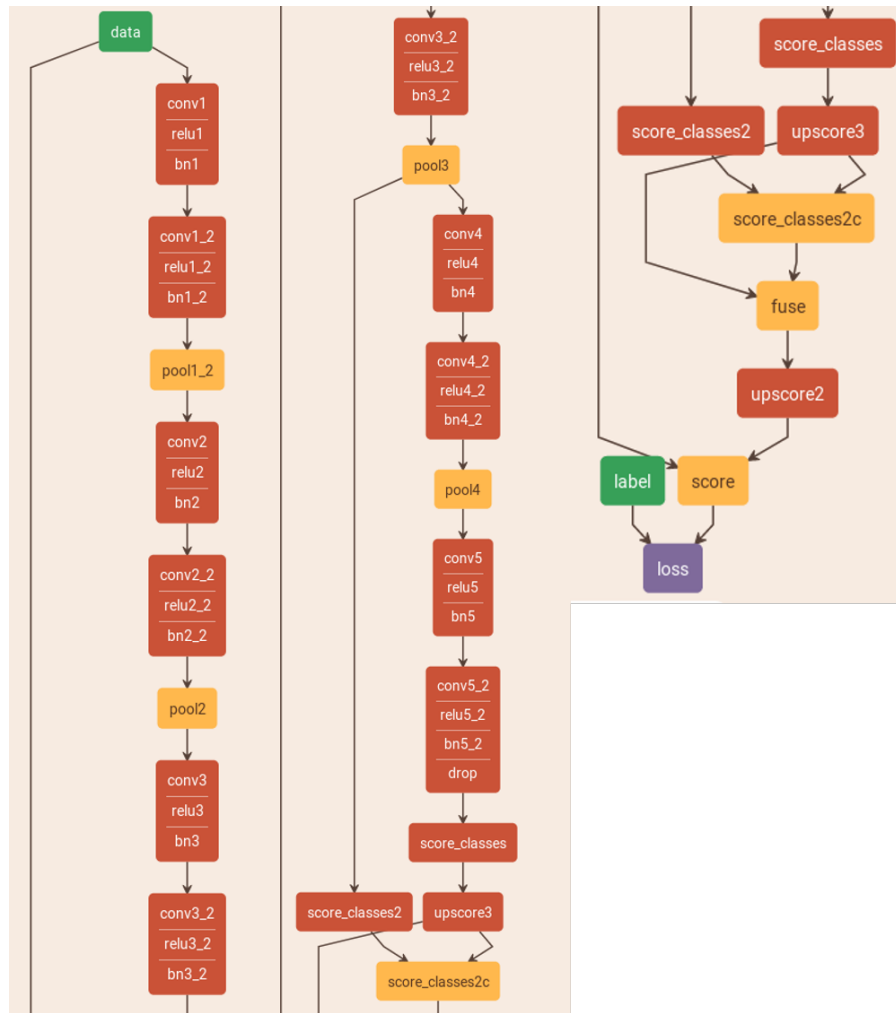 data
conv1
relu1
bn1
conv1_2
relu1_2
bn1_2
pool1_2
conv2
relu2
bn2
conv2_2
relu2_2
bn2_2
pool2
conv3
relu3
bn3
conv3_2
relu3_2
bn3_2
conv3_2
relu3_2
bn3_2
pool3
conv4
relu4
bn4
conv4_2
relu4_2
bn4_2
pool4
conv5
relu5
bn5
conv5_2
relu5_2
bn5_2
drop
score_classes
score_classes2 upscore3
score_classes2c
score_classes
score_classes2 upscore3
score_classes2c
fuse
upscore2
label score
loss